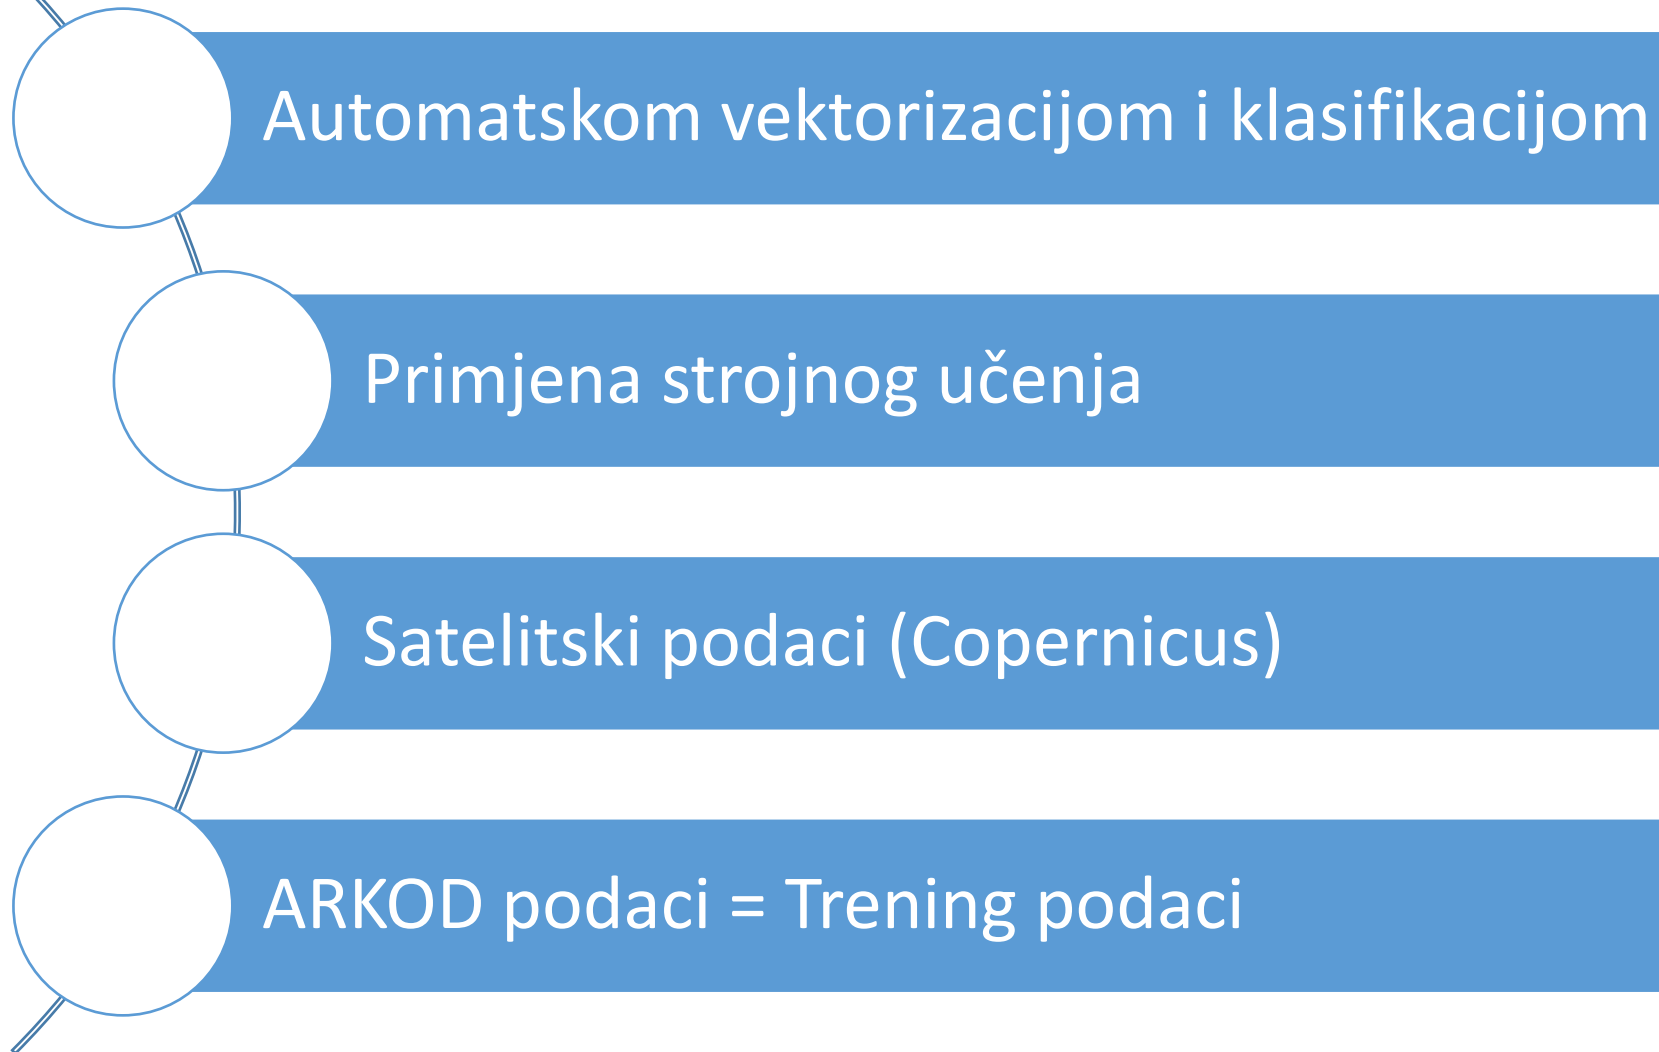 Automatskom vektorizacijom i klasifikacijom
Primjena strojnog učenja
Satelitski podaci (Copernicus)
ARKOD podaci = Trening podaci